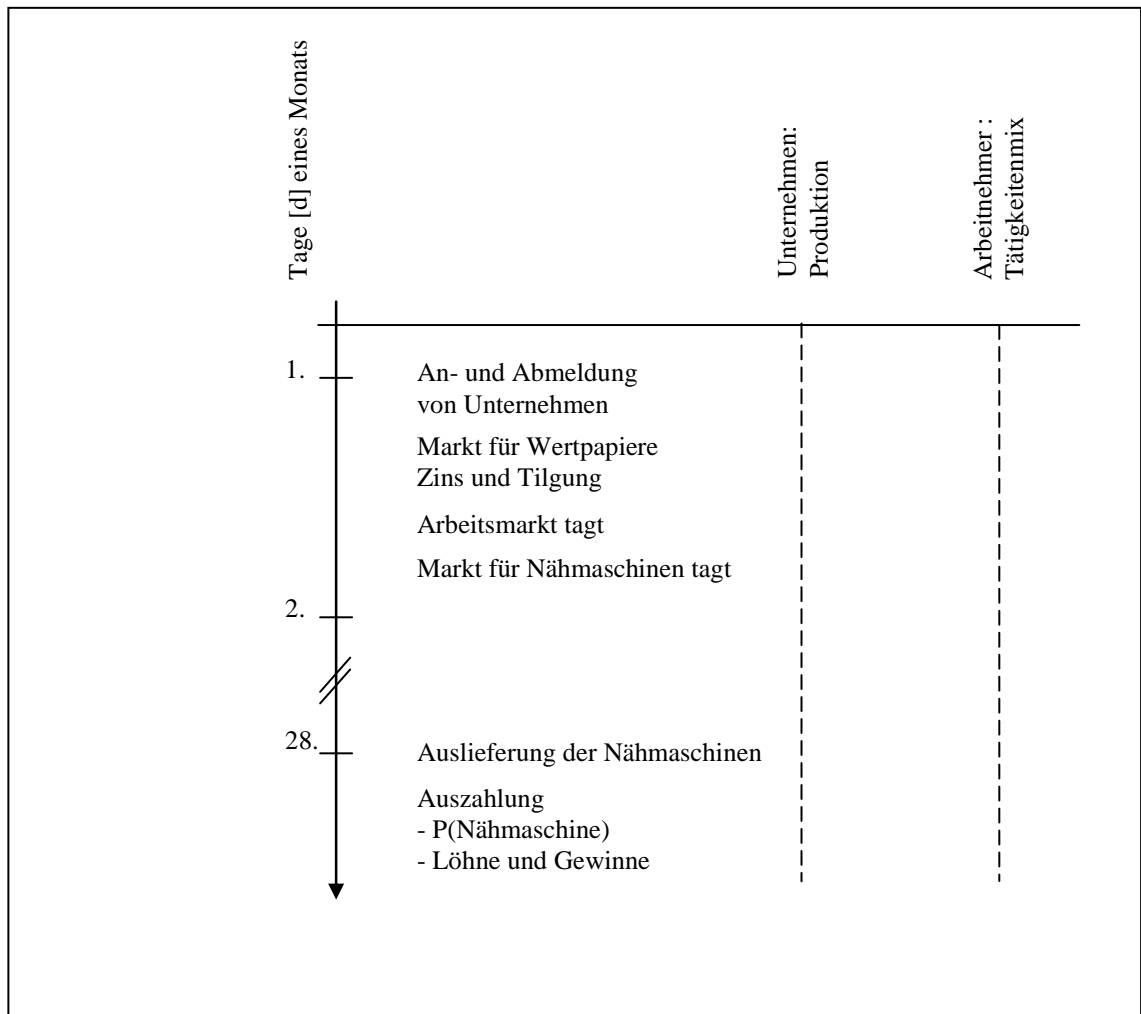 Tage [d] eines Monats
Unternehmen:
Produktion
Arbeitnehmer :
Tätigkeitenmix
1.
An- und Abmeldung
von Unternehmen
Markt für Wertpapiere
Zins und Tilgung
Arbeitsmarkt tagt
Markt für Nähmaschinen tagt
2.
28.
Auslieferung der Nähmaschinen
Auszahlung
- P(Nähmaschine)
- Löhne und Gewinne